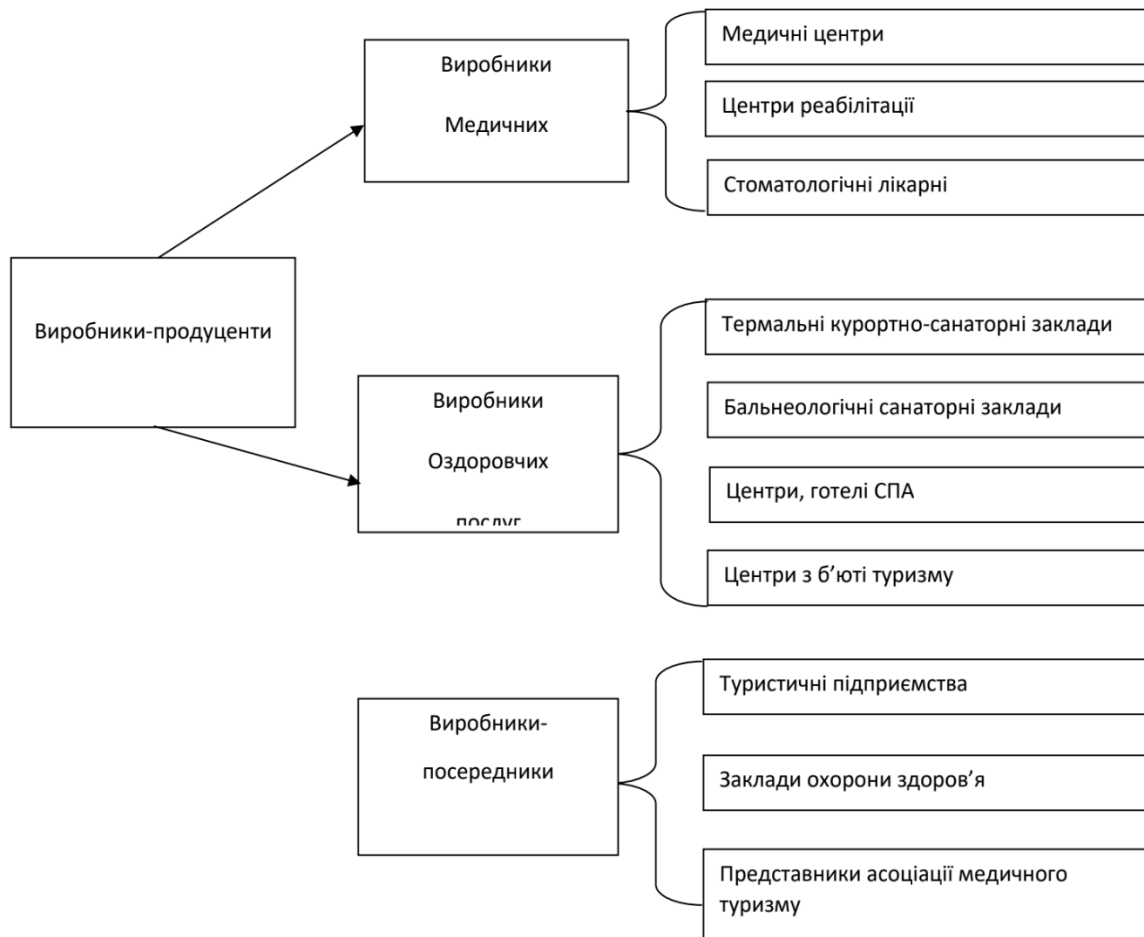 Виробники-продуценти
Виробники
Медичних
Медичні центри
Центри реабілітації
Стоматологічні лікарні
Виробники
Оздоровчих
послуг
Термальні курортно-санаторні заклади
Бальнеологічні санаторні заклади
Центри, готелі СПА
Центри з б’юті туризму
Виробники-
посередники
Туристичні підприємства
Заклади охорони здоров’я
Представники асоціації медичного
туризму